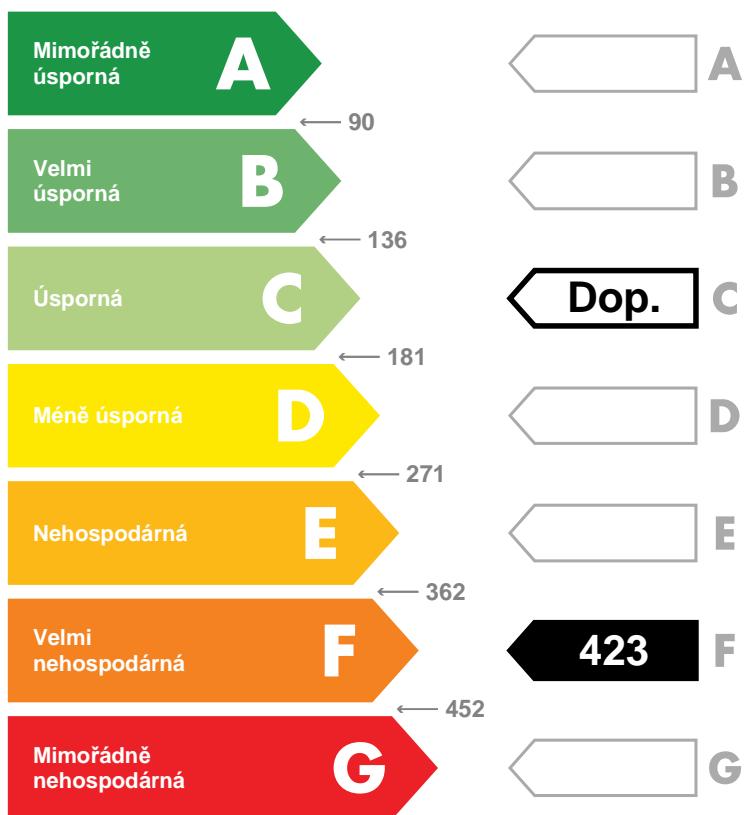 Mimořádně
úsporná
A
A
← 90
Velmi
úsporná
B
B
← 136
Úsporná
C
Dop.
C
← 181
Méně úsporná
D
D
← 271
Nehospodárná
E
E
← 362
Velmi
nehospodárná
F
423
F
← 452
Mimořádně
nehospodárná
G
G